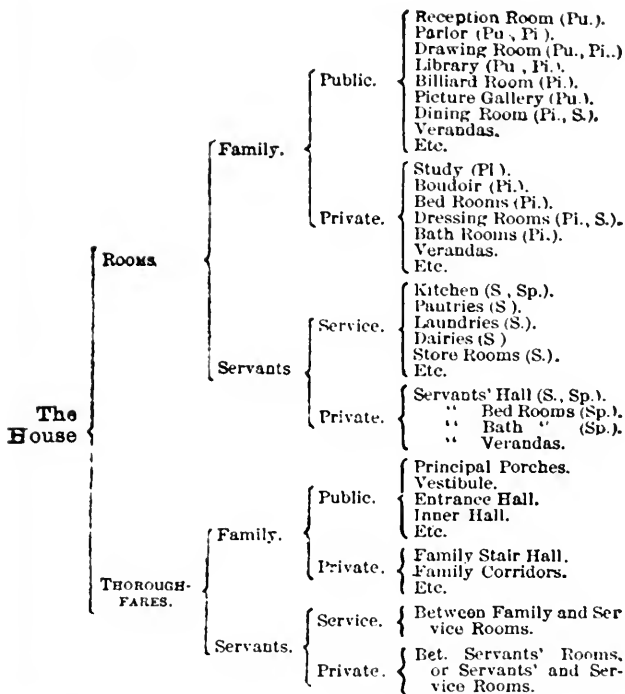 The
House
ROOMS
Family.
Public.
Reception Room (Pu.).
Parlor (Pu , Pi ).
Drawing Room (Pu., Pi..)
Library (Pu , Pi.).
Billiard Room (Pi.).
Picture Gallery (Pu.).
Dining Room (Pi., S.).
Verandas.
Etc.
Private.
Study (Pi ).
Boudoir (Pi.).
Bed Rooms (Pi.).
Dressing Rooms (Pi., S.).
Bath Rooms (Pi.).
Verandas.
Etc.
Servants
Service.
Kitchen (S , Sp.).
Pantries (S ).
Laundries (S.).
Dairies (S )
Store Rooms (S.).
Etc.
Private.
Servants' Hall (S., Sp.).
“ Bed Rooms (Sp.).
“ Bath “ (Sp.).
“ Verandas.
THOROUGH-
FARES.
Family.
Public.
Principal Porches.
Vestibule.
Entrance Hall.
Inner Hall.
Etc.
Private.
Family Stair Hall.
Family Corridors.
Etc.
Servants.
Service.
Between Family and Ser
vice Rooms.
Private.
Bet. Servants' Rooms,
or Servants' and Ser-
vice Rooms.